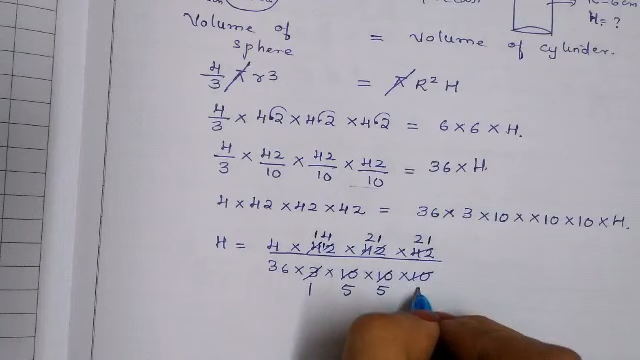 R=6cm
H=?
Volume of sphere = Volume of cylinder.
4/3 π r3 = π R² H
4/3 × 4.2 × 4.2 × 4.2 = 6×6×H.
4/3 × 42/10 × 42/10 × 42/10 = 36×H.
4×42×42×42 = 36×3×10××10×10×H.
14 21 21
H = 4 × 42 × 42 × 42 / 36×3×10×10×10
1 5 5